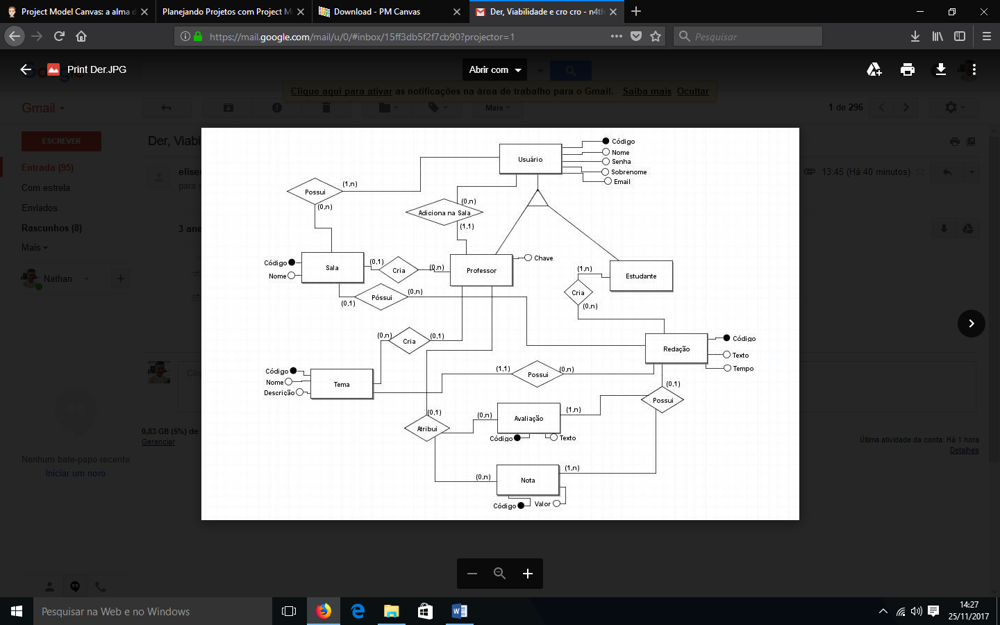 Project Model Canvas: a alma d
Planejando Projetos com Project M
Download - PM Canvas
Der, Viabilidade e cro cro - n4th
https://mail.google.com/mail/u/0/#inbox/15ff3db5f2f7cb90?projector=1
Pesquisar
Print Der.JPG
Abrir com
Clique aqui para ativar as notificações na área de trabalho para o Gmail. Saiba mais Ocultar
Gmail
Mais
1 de 296
ESCREVER
Der, Viabi
Entrada (95)
Com estrela
Enviados
Rascunhos (8)
Mais
Nathan
elise
para
13:45 (Há 40 minutos)
3 ane
Clic
0,83 GB (5%) de
Gerenciar
Última atividade da conta: Há 1 hora
Detalhes
Nenhum bate-papo recente
Iniciar um novo
Usuário
Código
Nome
Senha
Sobrenome
Email
Possui
(1,n)
(0,n)
Adiciona na Sala
(0,n)
(1,1)
Código
Nome
Sala
(0,1)
Cria
(0,n)
Professor
Chave
Estudante
(1,n)
Cria
(0,n)
(0,1)
Póssui
(0,n)
(0,n)
Cria
(0,1)
Redação
Código
Texto
Tempo
Código
Nome
Descrição
Tema
(1,1)
Possui
(0,n)
(0,1)
Possui
(0,1)
Atribui
(0,n)
Avaliação
(1,n)
Código
Texto
(0,n)
Nota
(1,n)
Código
Valor
Pesquisar na Web e no Windows
14:27
25/11/2017